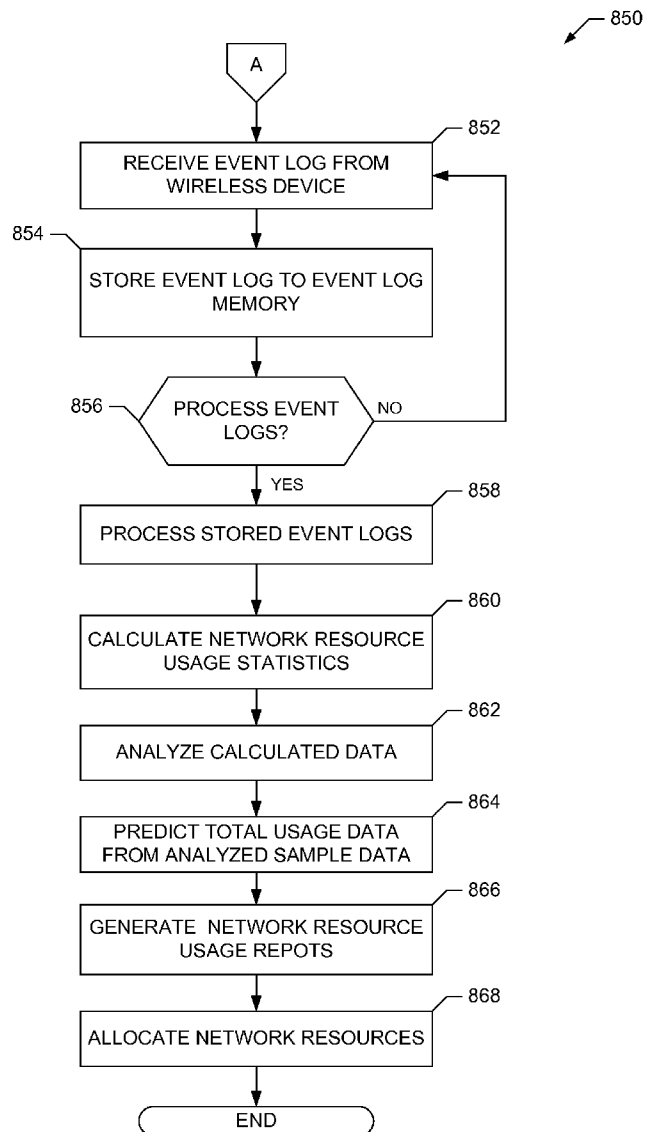 850
A
852
RECEIVE EVENT LOG FROM
WIRELESS DEVICE
854
STORE EVENT LOG TO EVENT LOG
MEMORY
856
PROCESS EVENT
LOGS?
NO
YES
858
PROCESS STORED EVENT LOGS
860
CALCULATE NETWORK RESOURCE
USAGE STATISTICS
862
ANALYZE CALCULATED DATA
864
PREDICT TOTAL USAGE DATA
FROM ANALYZED SAMPLE DATA
866
GENERATE NETWORK RESOURCE
USAGE REPOTS
868
ALLOCATE NETWORK RESOURCES
END